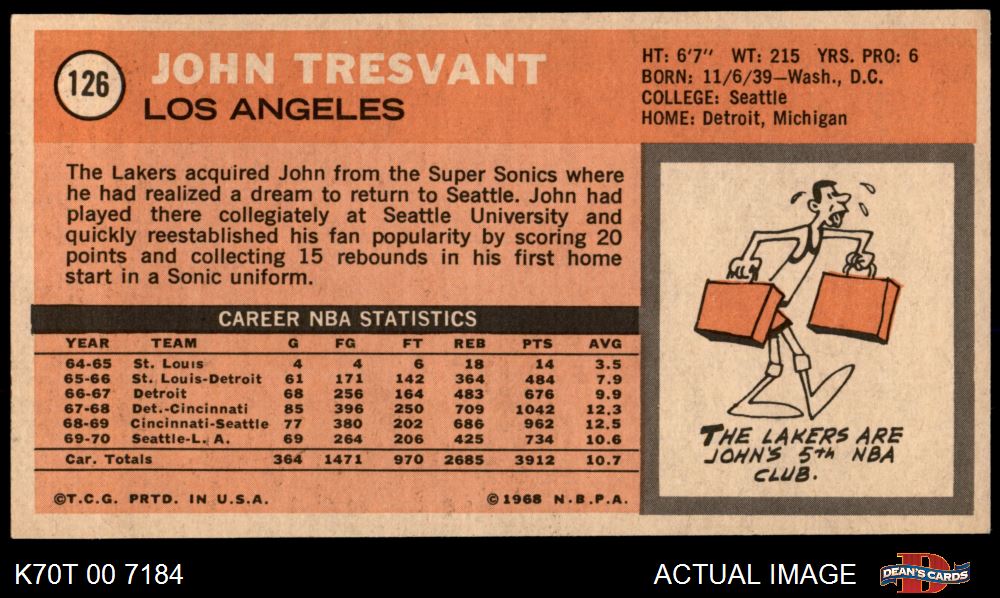 126
JOHN TRESVANT
LOS ANGELES
HT: 6'7" WT: 215 YRS. PRO: 6
BORN: 11/6/39—Wash., D.C.
COLLEGE: Seattle
HOME: Detroit, Michigan
The Lakers acquired John from the Super Sonics where
he had realized a dream to return to Seattle. John had
played there collegiately at Seattle University and
quickly reestablished his fan popularity by scoring 20
points and collecting 15 rebounds in his first home
start in a Sonic uniform.
CAREER NBA STATISTICS
YEAR TEAM G FG FT REB PTS AVG
64-65 St. Louis 4 4 6 18 14 3.5
65-66 St. Louis-Detroit 61 171 142 364 484 7.9
66-67 Detroit 68 256 164 483 676 9.9
67-68 Det.-Cincinnati 85 396 250 709 1042 12.3
68-69 Cincinnati-Seattle 77 380 202 686 962 12.5
69-70 Seattle-L. A. 69 264 206 425 734 10.6
Car. Totals 364 1471 970 2685 3912 10.7
©T.C.G. PRTD. IN U.S.A. ©1968 N.B.P.A.
THE LAKERS ARE
JOHN'S 5th NBA
CLUB.
K70T 00 7184
ACTUAL IMAGE
D
DEAN'S CARDS